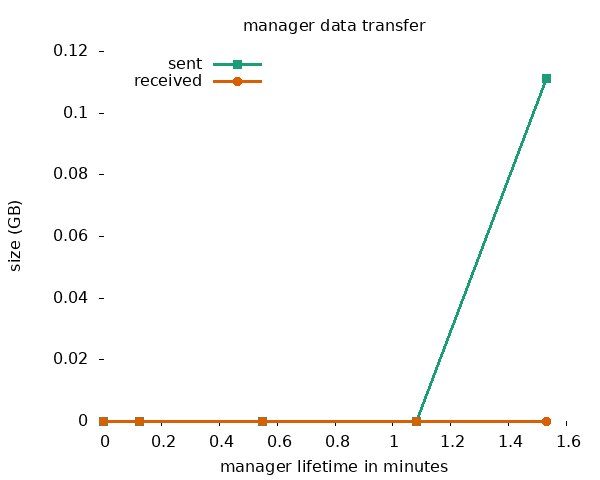 manager data transfer
0.12
0.1
0.08
0.06
0.04
0.02
0
sent
received
size (GB)
0 0.2 0.4 0.6 0.8 1 1.2 1.4 1.6
manager lifetime in minutes